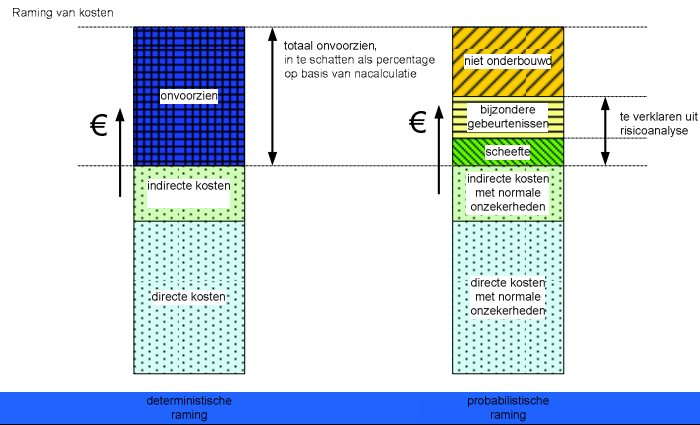 Raming van kosten
onvoorzien
€
indirecte kosten
directe kosten
totaal onvoorzien,
in te schatten als percentage
op basis van nacalculatie
niet onderbouwd
bijzondere
gebeurtenissen
scheefte
€
indirecte kosten
met normale
onzekerheden
directe kosten
met normale
onzekerheden
te verklaren uit
risicoanalyse
deterministische
raming
probabilistische
raming